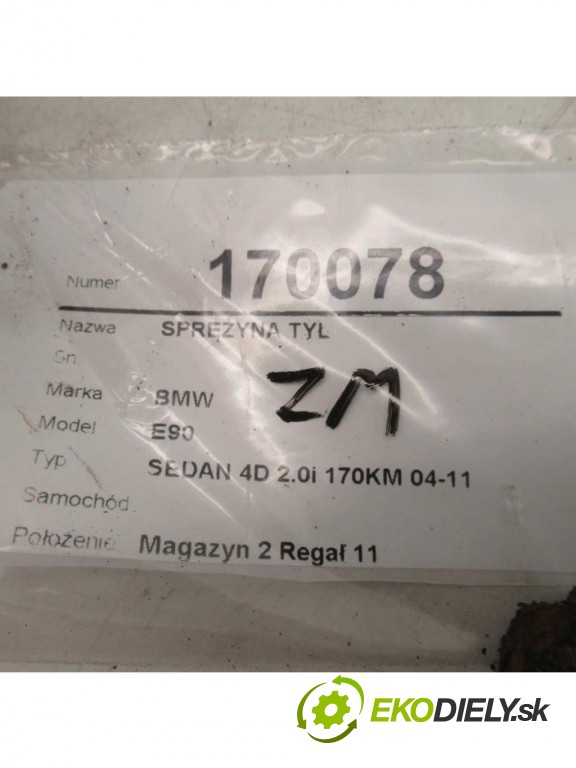 Numer 170078
Nazwa SPRĘŻYNA TYŁ
Sn
ZM
Marka BMW
Model E90
Typ SEDAN 4D 2.0i 170KM 04-11
Samochód
Położenie Magazyn 2 Regał 11
EKODIELY.sk